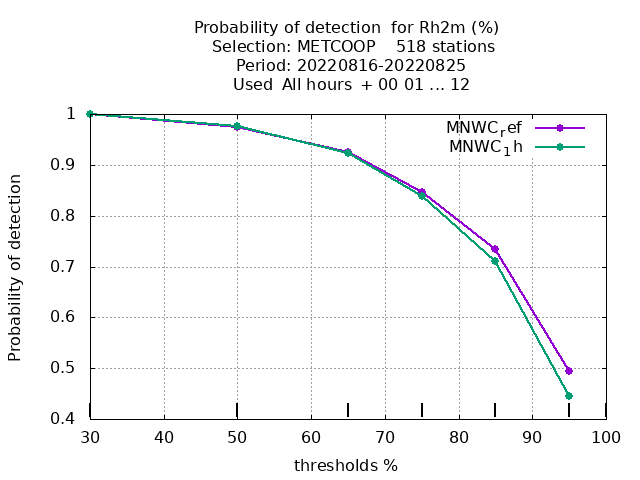 Probability of detection for Rh2m (%)
Selection: METCOOP 518 stations
Period: 20220816-20220825
Used All hours + 00 01 ... 12
MNWC_ref
MNWC_1h
1
0.9
0.8
0.7
0.6
0.5
0.4
Probability of detection
30 40 50 60 70 80 90 100
thresholds %